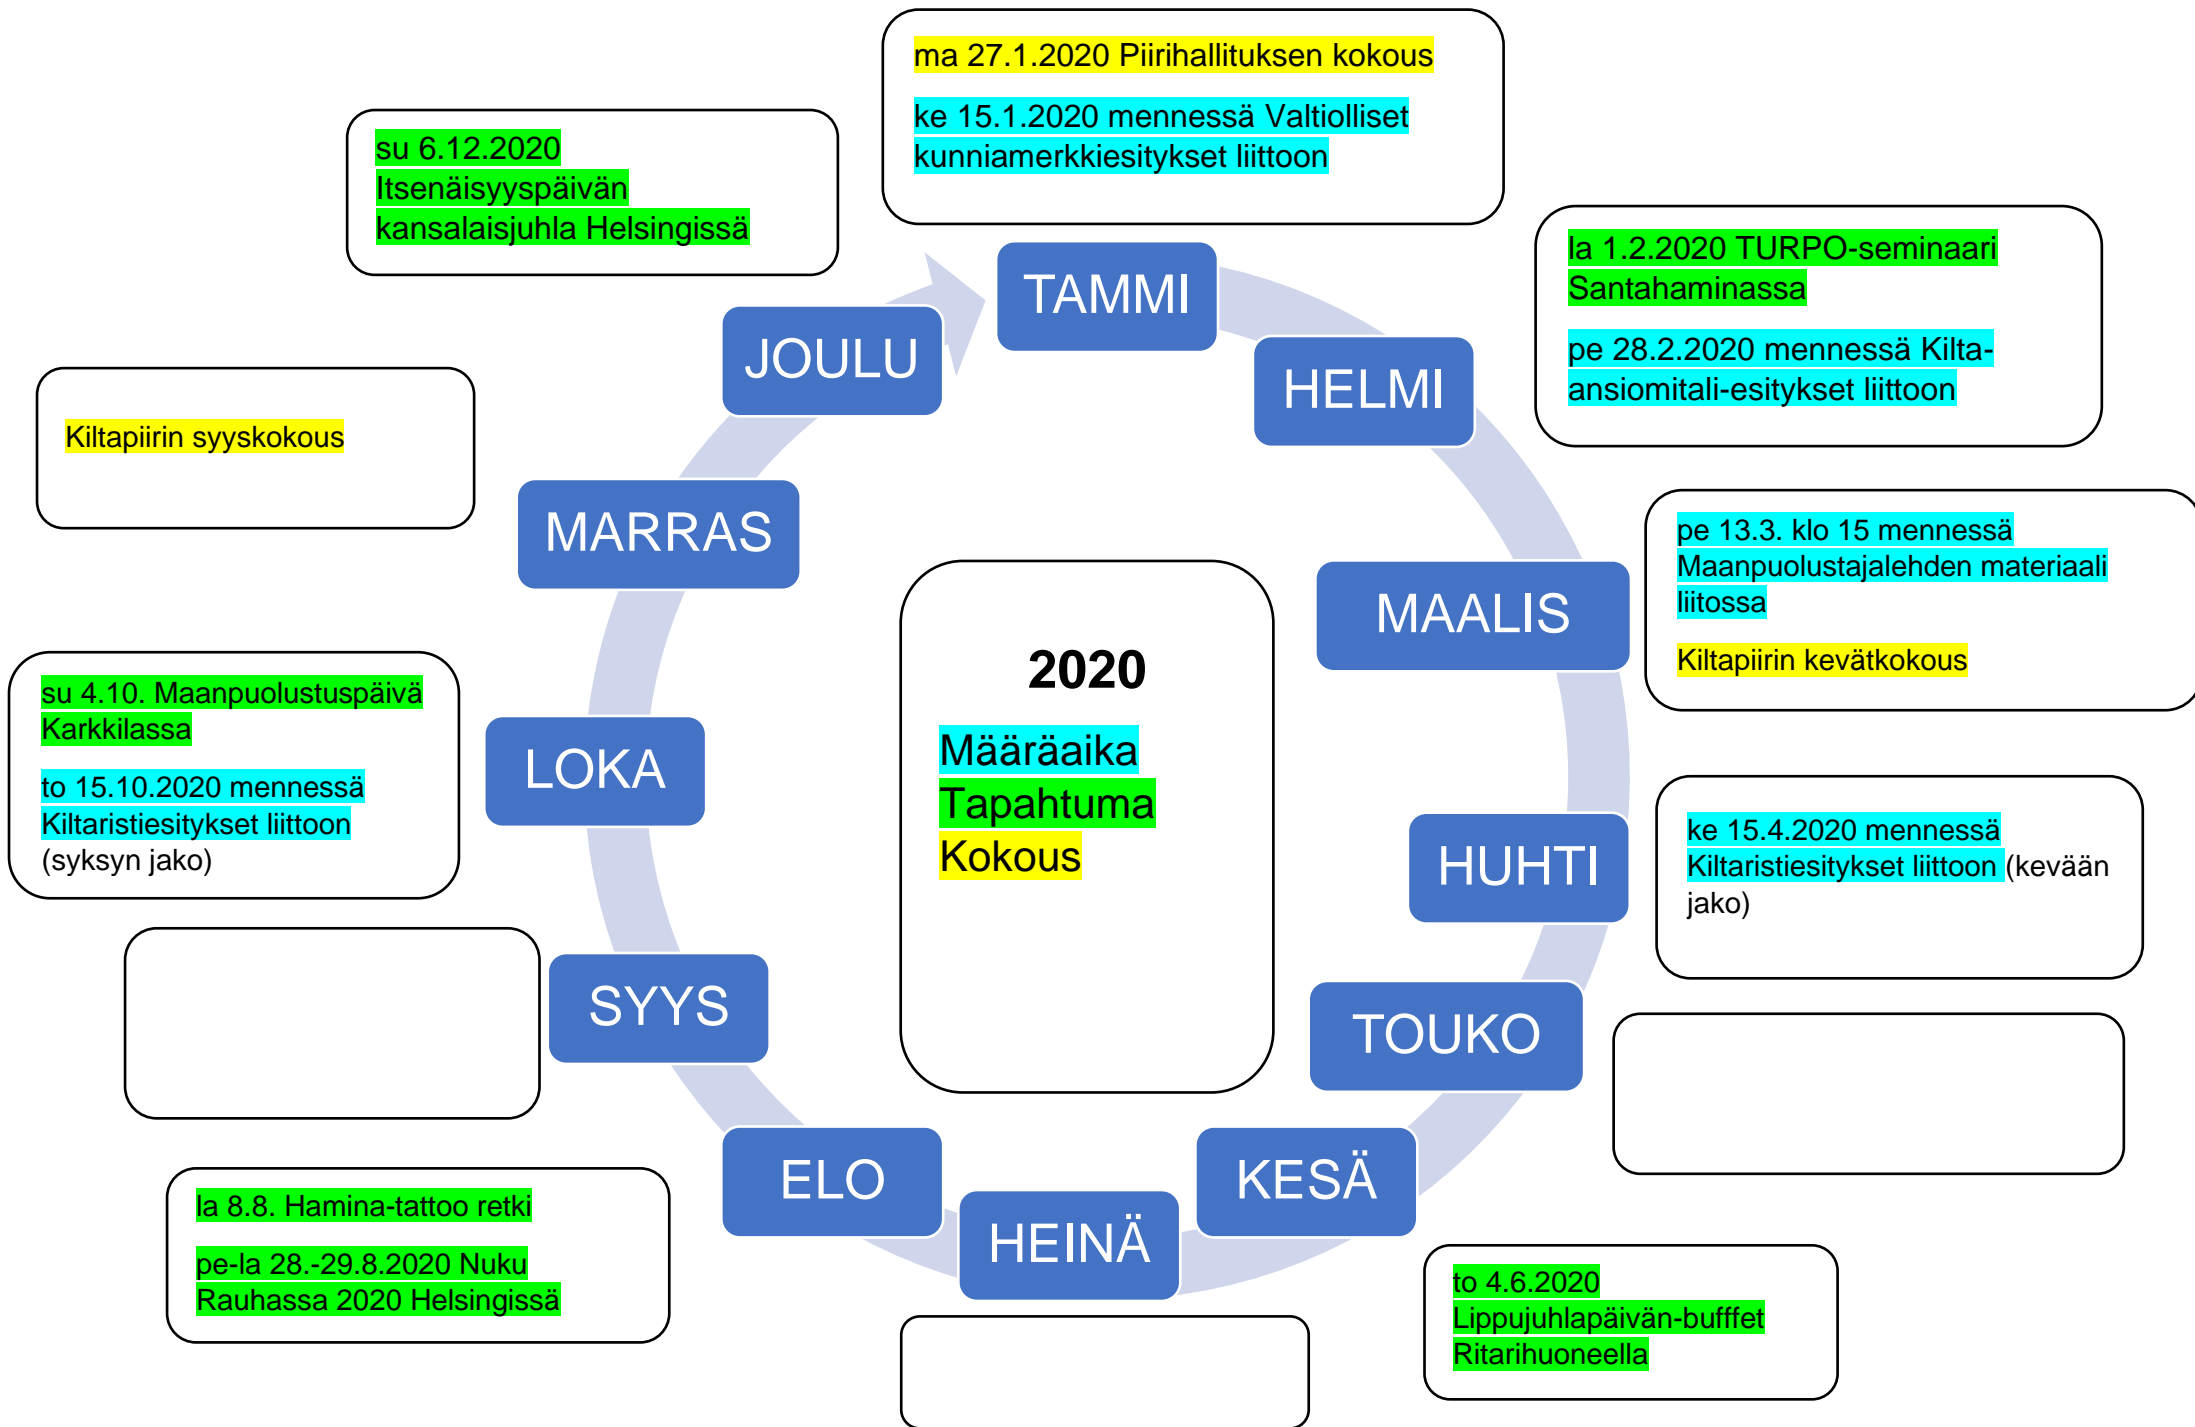 ma 27.1.2020 Piirihallituksen kokous
ke 15.1.2020 mennessä Valtiolliset
kunniamerkkiesitykset liittoon
su 6.12.2020
Itsenäisyyspäivän
kansalaisjuhla Helsingissä
TAMMI
la 1.2.2020 TURPO-seminaari
Santahaminassa
pe 28.2.2020 mennessä Kilta-
ansiomitali-esitykset liittoon
JOULU
HELMI
Kiltapiirin syyskokous
MARRAS
pe 13.3. klo 15 mennessä
Maanpuolustajalehden materiaali
liitossa
Kiltapiirin kevätkokous
MAALIS
2020
Määräaika
Tapahtuma
Kokous
su 4.10. Maanpuolustuspäivä
Karkkilassa
to 15.10.2020 mennessä
Kiltaristiesitykset liittoon
(syksyn jako)
LOKA
HUHTI
ke 15.4.2020 mennessä
Kiltaristiesitykset liittoon (kevään
jako)
SYYS
TOUKO
ELO
KESÄ
HEINÄ
la 8.8. Hamina-tattoo retki
pe-la 28.-29.8.2020 Nuku
Rauhassa 2020 Helsingissä
to 4.6.2020
Lippujuhlapäivän-bufffet
Ritarihuoneella